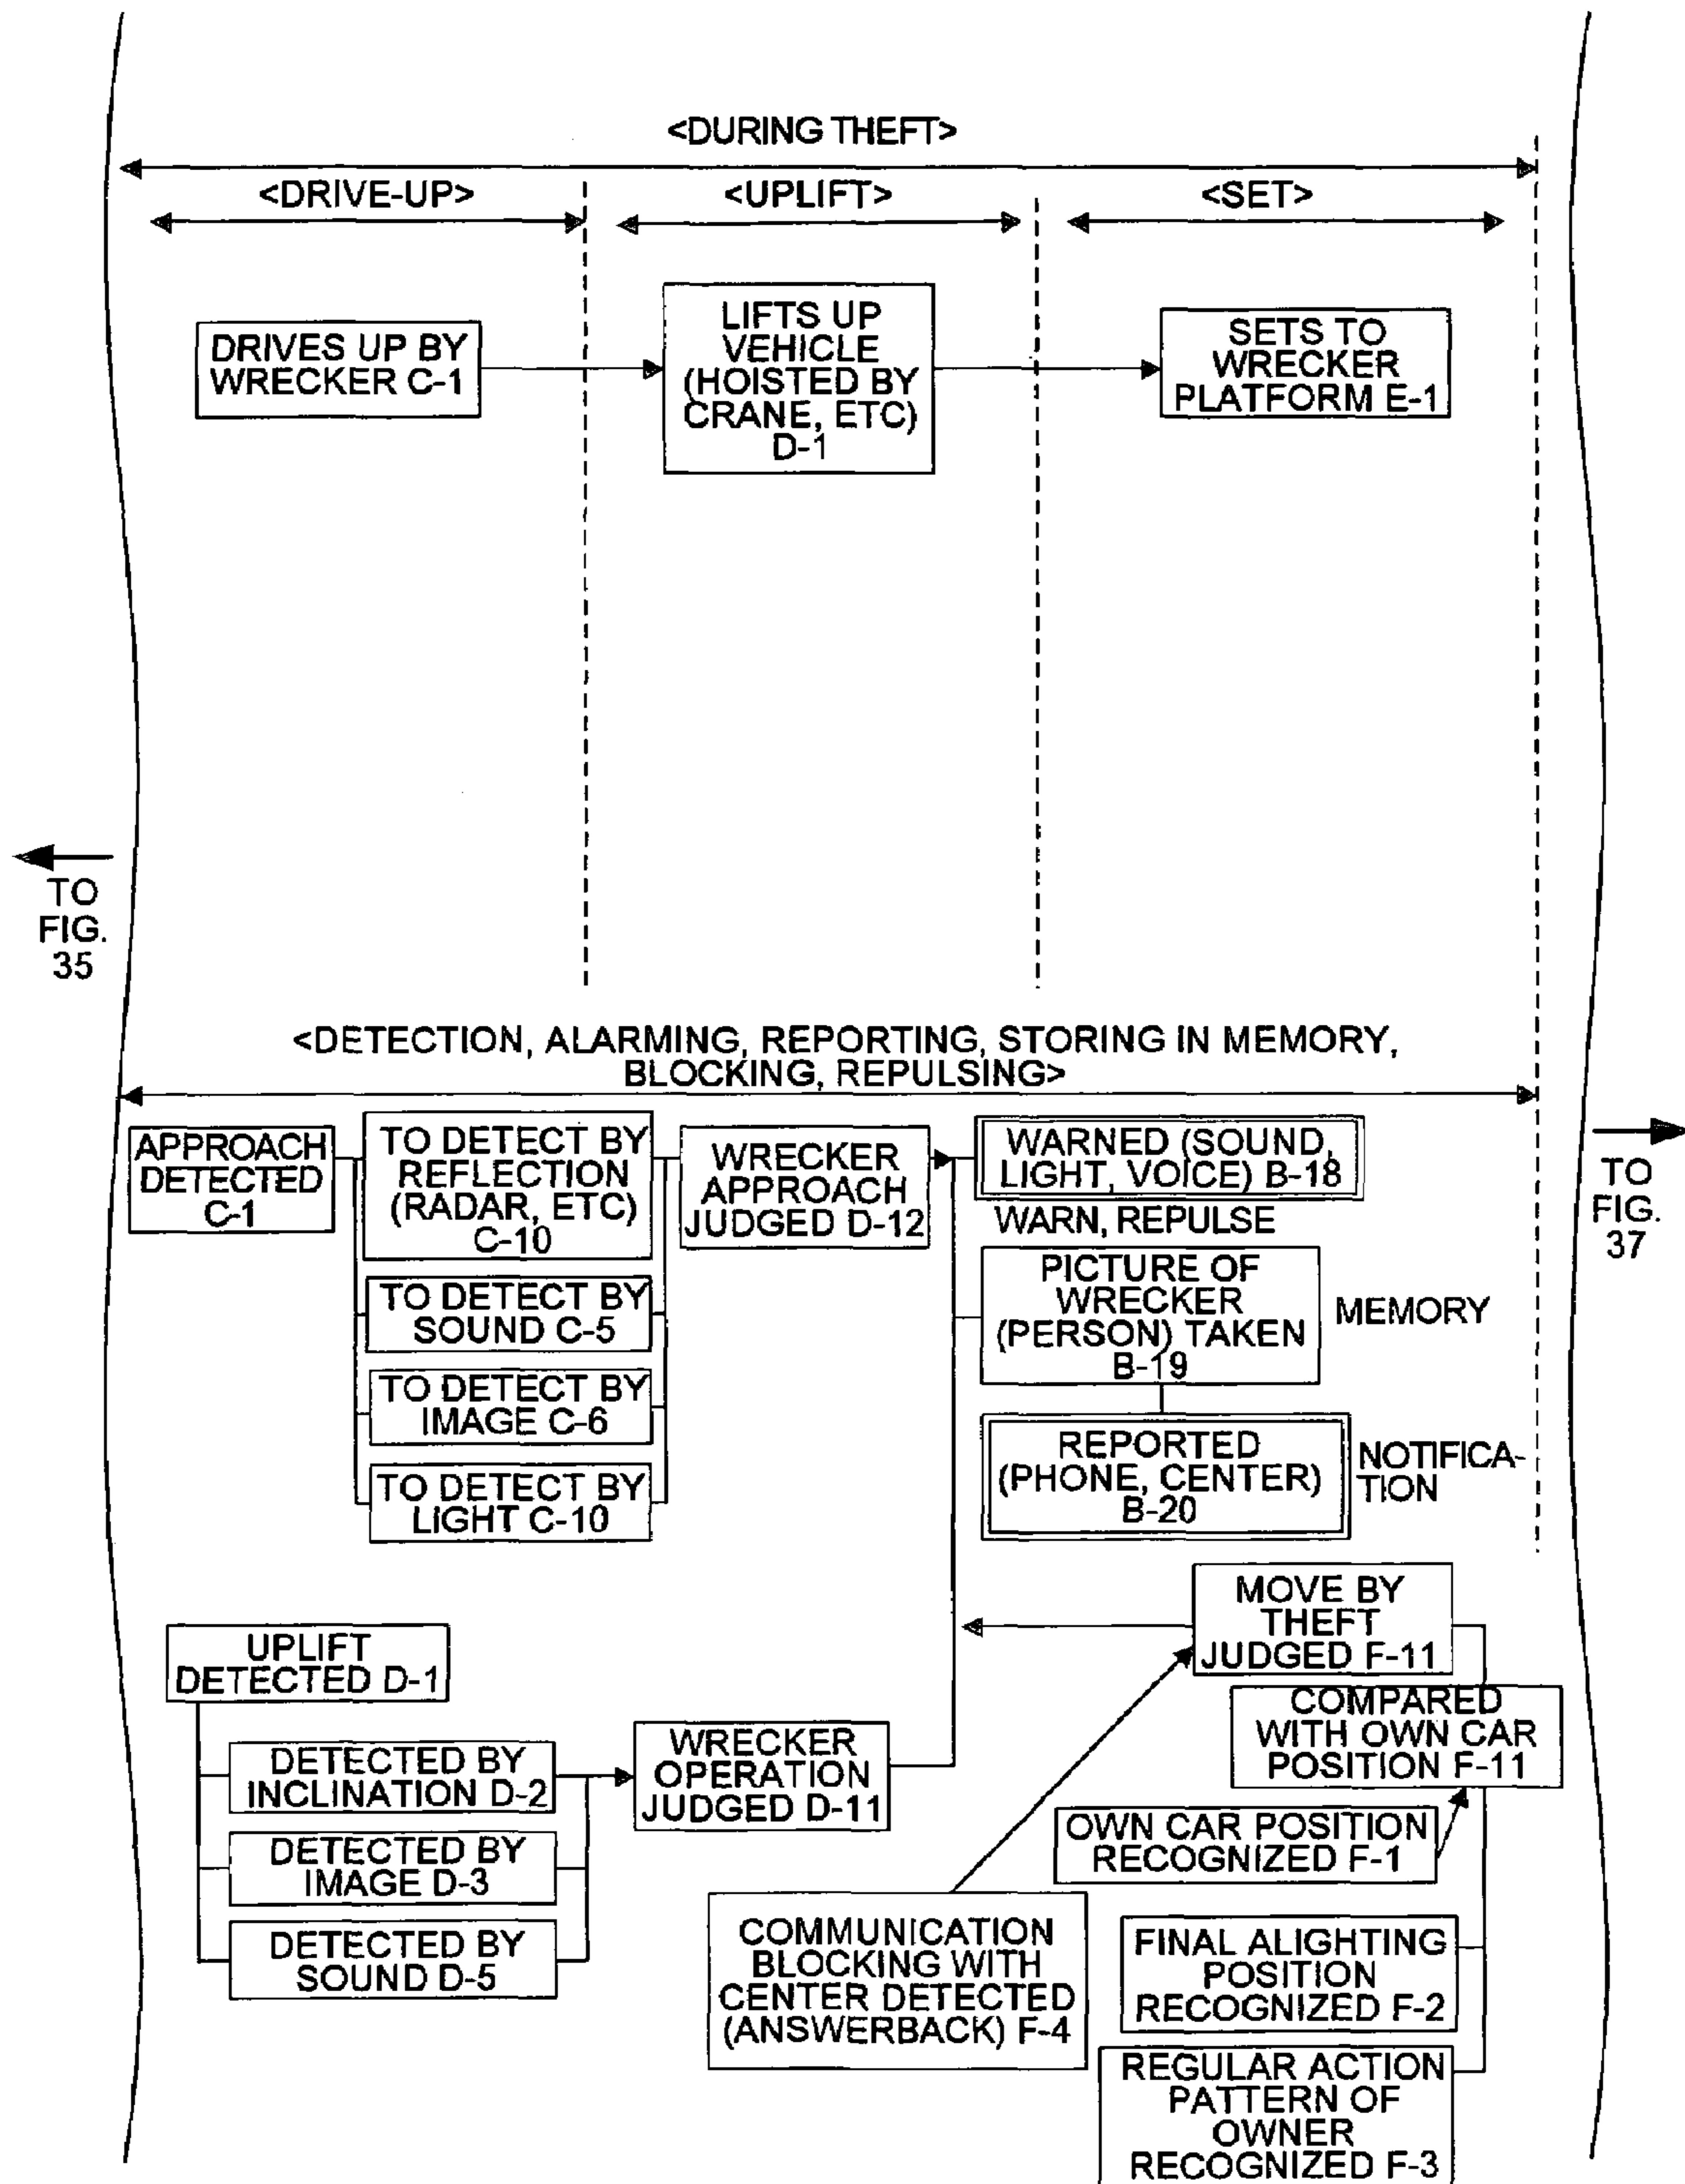 <DURING THEFT>
<DRIVE-UP>
<UPLIFT>
<SET>
DRIVES UP BY
WRECKER C-1
LIFTS UP
VEHICLE
(HOISTED BY
CRANE, ETC)
D-1
SETS TO
WRECKER
PLATFORM E-1
TO
FIG.
35
<DETECTION, ALARMING, REPORTING, STORING IN MEMORY,
BLOCKING, REPULSING>
APPROACH
DETECTED
C-1
TO DETECT BY
REFLECTION
(RADAR, ETC)
C-10
TO DETECT BY
SOUND C-5
TO DETECT BY
IMAGE C-6
TO DETECT BY
LIGHT C-10
WRECKER
APPROACH
JUDGED D-12
WARNED (SOUND,
LIGHT, VOICE) B-18
WARN, REPULSE
PICTURE OF
WRECKER
(PERSON) TAKEN
B-19
MEMORY
REPORTED
(PHONE, CENTER)
B-20
NOTIFICA-
TION
TO
FIG.
37
UPLIFT
DETECTED D-1
DETECTED BY
INCLINATION D-2
DETECTED BY
IMAGE D-3
DETECTED BY
SOUND D-5
WRECKER
OPERATION
JUDGED D-11
MOVE BY
THEFT
JUDGED F-11
COMPARED
WITH OWN CAR
POSITION F-11
OWN CAR POSITION
RECOGNIZED F-1
COMMUNICATION
BLOCKING WITH
CENTER DETECTED
(ANSWERBACK) F-4
FINAL ALIGHTING
POSITION
RECOGNIZED F-2
REGULAR ACTION
PATTERN OF
OWNER
RECOGNIZED F-3